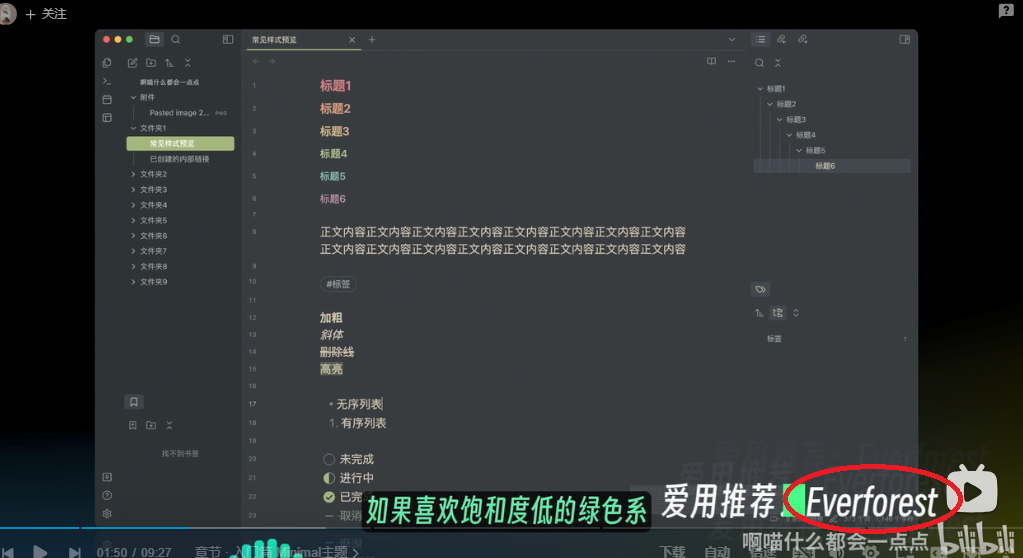 + 关注
常见样式预览
啊喵什么都会一点点
附件
Pasted image 2... PNG
文件夹1
常见样式预览
已创建的内部链接
文件夹2
文件夹3
文件夹4
文件夹5
文件夹6
文件夹7
文件夹8
文件夹9
找不到书签
1 标题1
2 标题2
3 标题3
4 标题4
5 标题5
6 标题6
7
8 正文内容正文内容正文内容正文内容正文内容正文内容正文内容正文内容
正文内容正文内容正文内容正文内容正文内容正文内容正文内容正文内容
9
10 #标签
11
12 加粗
13 斜体
14 删除线
15 高亮
16
17 • 无序列表
18 1. 有序列表
19
20 未完成
21 进行中
22 已完
23 取消
标题1
标题2
标题3
标题4
标题5
标题6
标签 1
如果喜欢饱和度低的绿色系
爱用推荐：Everforest
啊喵什么都会一点点
bilibili
01:50 / 09:27
章节 · 入门篇 Minimal主题
下载
自动
倍速